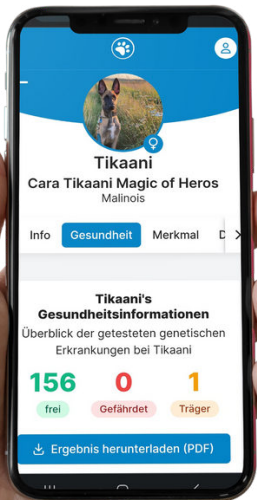 Tikaani
Cara Tikaani Magic of Heros
Malinois
Info Gesundheit Merkmal
Tikaani's
Gesundheitsinformationen
Überblick der getesteten genetischen
Erkrankungen bei Tikaani
156 0 1
frei Gefährdet Träger
Ergebnis herunterladen (PDF)